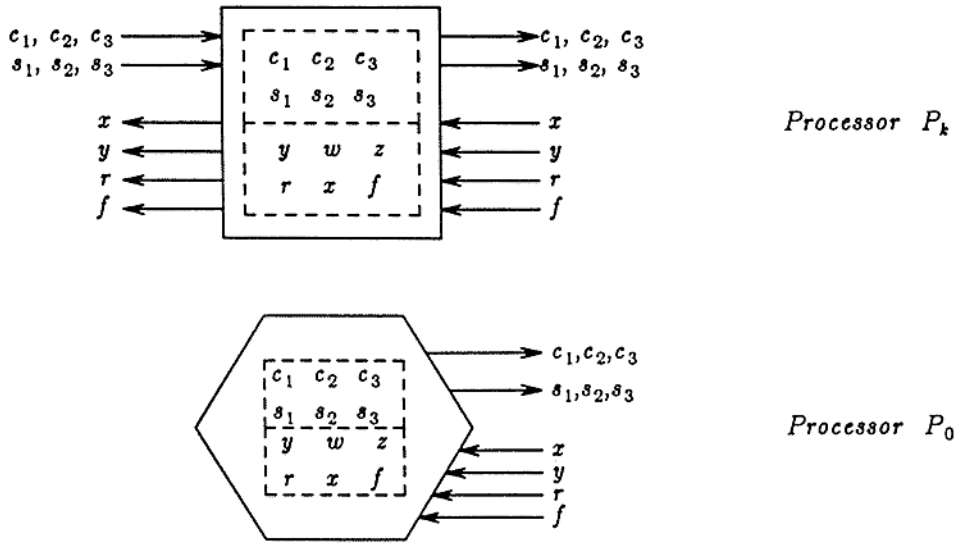 c₁, c₂, c₃ c₁ c₂ c₃ c₁, c₂, c₃
s₁, s₂, s₃ s₁ s₂ s₃ s₁, s₂, s₃
x x Processor Pₖ
y y w z y
r r x f r
f f
c₁ c₂ c₃ c₁,c₂,c₃
s₁ s₂ s₃ s₁,s₂,s₃
y w z x Processor P₀
y
r x f r
f